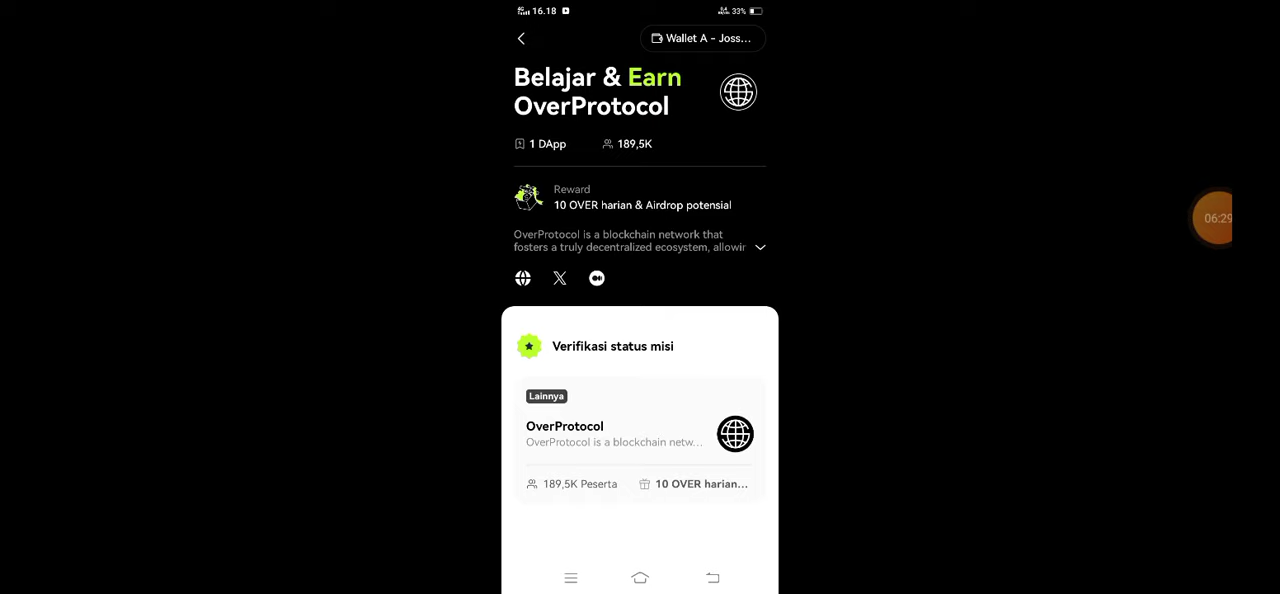 16.18 33%
Wallet A - Joss...
Belajar & Earn
OverProtocol
1 DApp 189,5K
Reward
10 OVER harian & Airdrop potensial
OverProtocol is a blockchain network that
fosters a truly decentralized ecosystem, allowir
06:29
Verifikasi status misi
Lainnya
OverProtocol
OverProtocol is a blockchain netw...
189,5K Peserta 10 OVER harian...